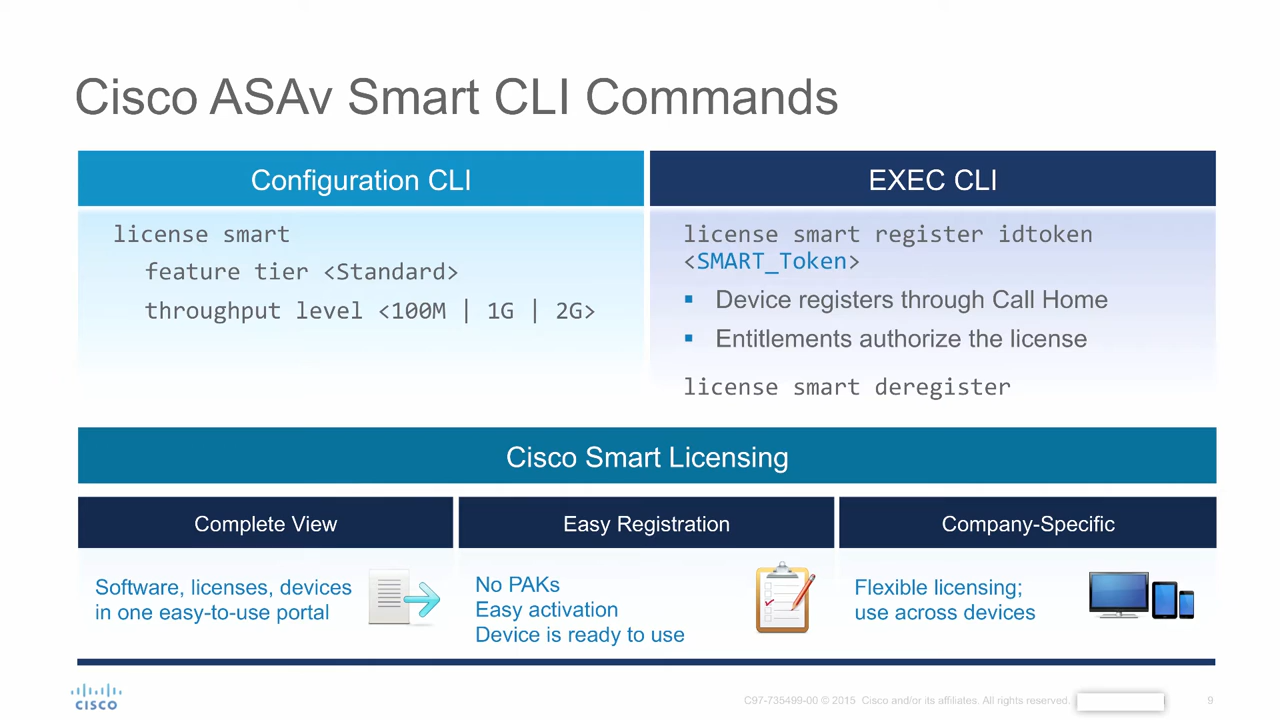 Cisco ASAv Smart CLI Commands
Configuration CLI
license smart
feature tier <Standard>
throughput level <100M | 1G | 2G>
EXEC CLI
license smart register idtoken
<SMART_Token>
▪ Device registers through Call Home
▪ Entitlements authorize the license
license smart deregister
Cisco Smart Licensing
Complete View
Software, licenses, devices
in one easy-to-use portal
Easy Registration
No PAKs
Easy activation
Device is ready to use
Company-Specific
Flexible licensing;
use across devices
CISCO
C97-735499-00 © 2015 Cisco and/or its affiliates. All rights reserved.
9